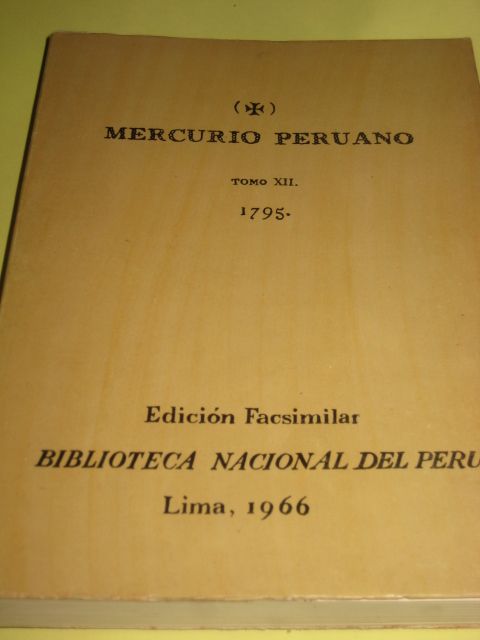 (✠)
MERCURIO PERUANO
TOMO XII.
1795.
Edición Facsimilar
BIBLIOTECA NACIONAL DEL PERU
Lima, 1966